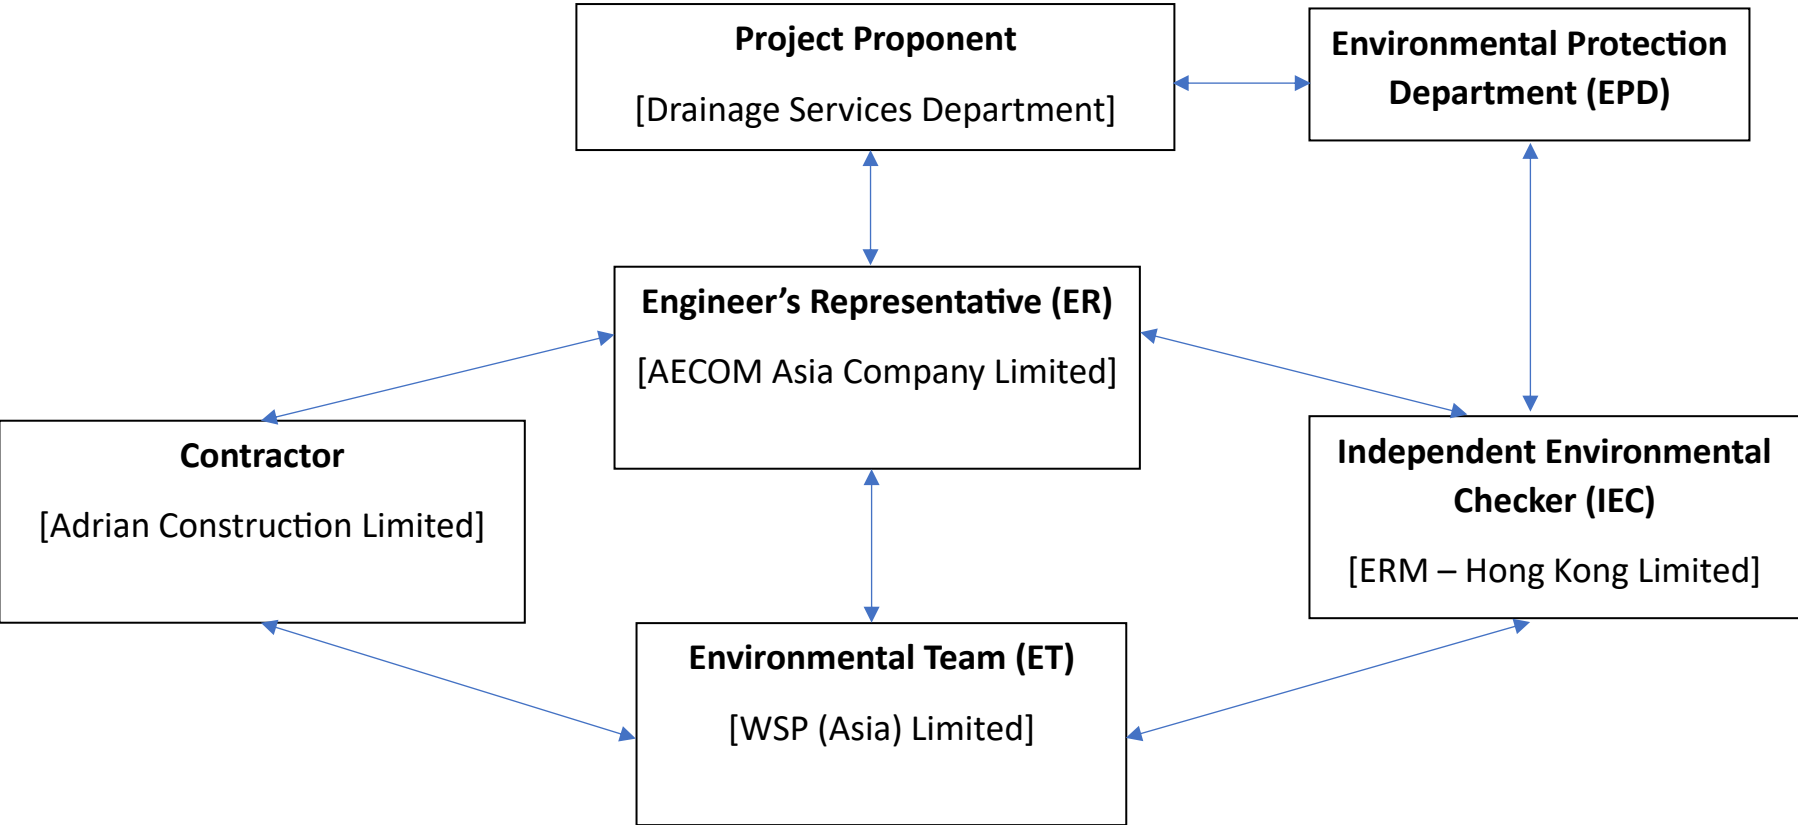 Project Proponent
[Drainage Services Department]
Environmental Protection
Department (EPD)
Engineer’s Representative (ER)
[AECOM Asia Company Limited]
Contractor
[Adrian Construction Limited]
Independent Environmental
Checker (IEC)
[ERM – Hong Kong Limited]
Environmental Team (ET)
[WSP (Asia) Limited]